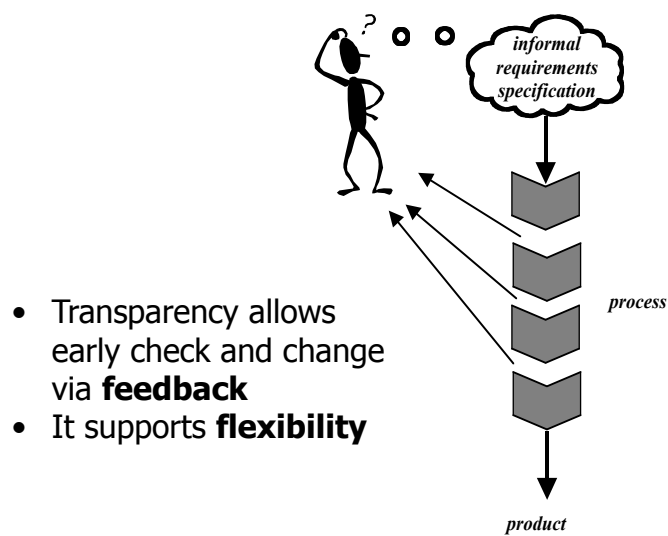 ?
informal
requirements
specification
process
• Transparency allows
early check and change
via feedback
• It supports flexibility
product